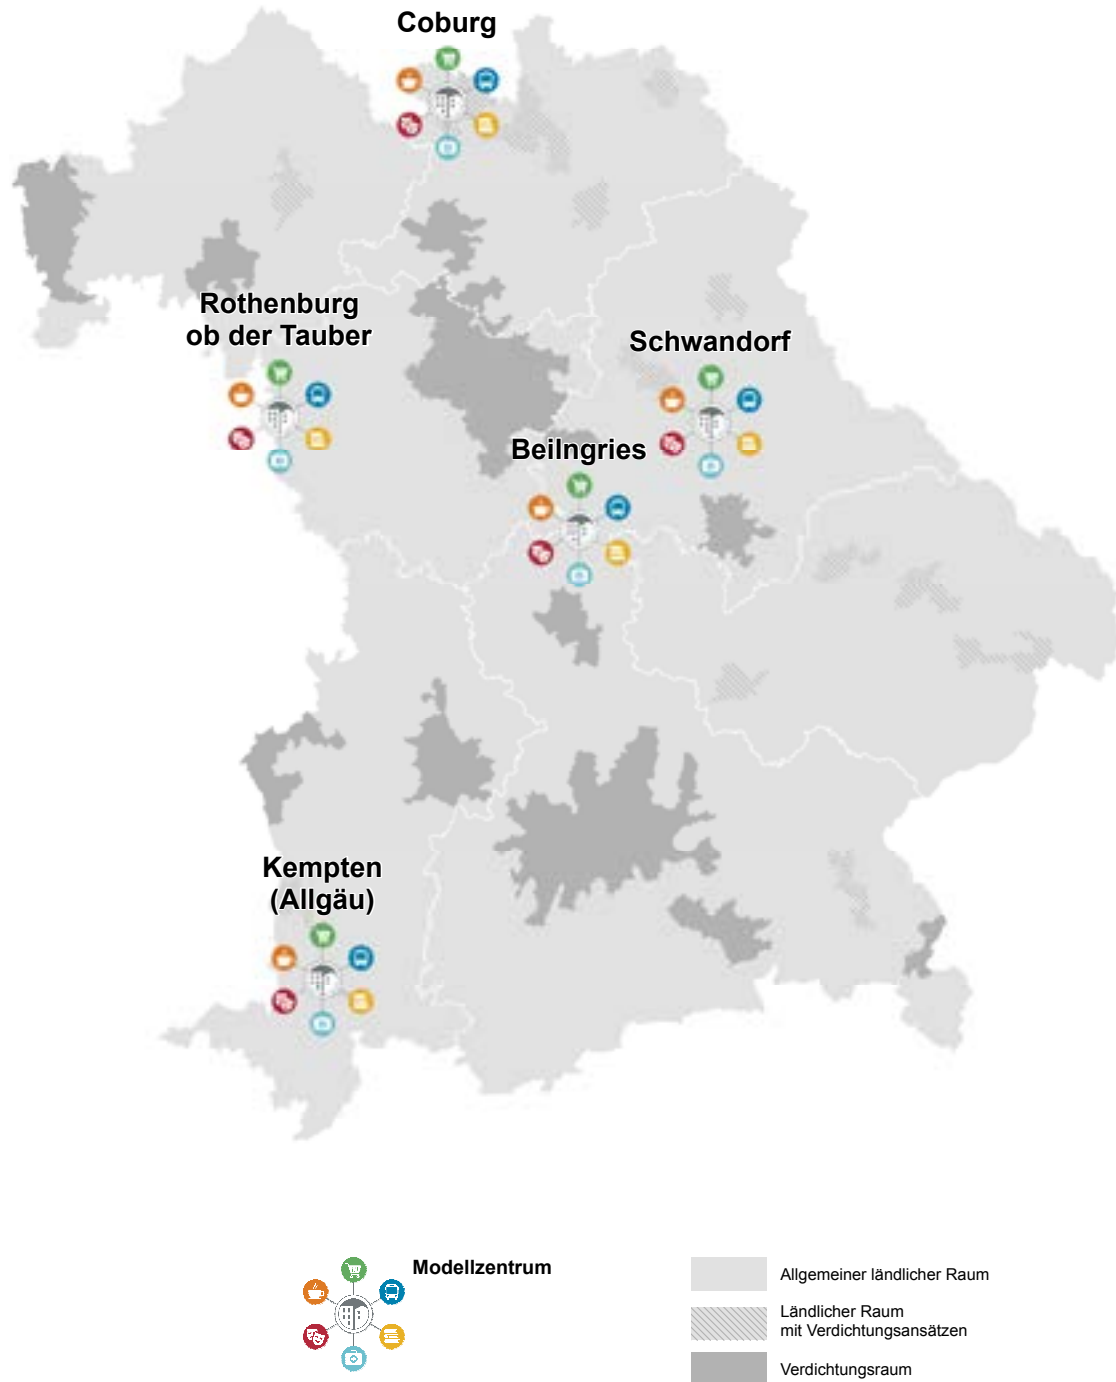 Coburg
Rothenburg
ob der Tauber
Schwandorf
Beilngries
Kempten
(Allgäu)
Modellzentrum
Allgemeiner ländlicher Raum
Ländlicher Raum
mit Verdichtungsansätzen
Verdichtungsraum